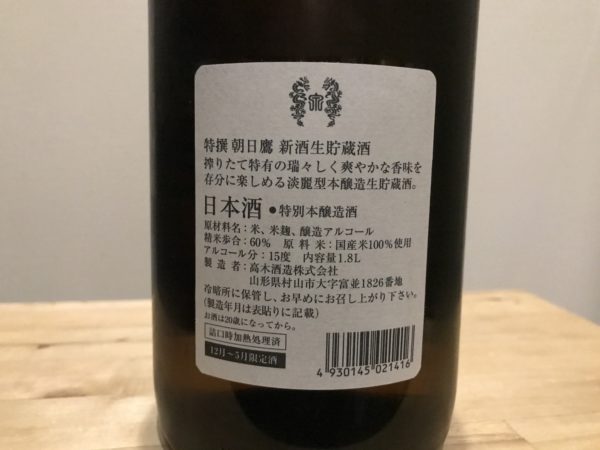 特撰 朝日鷹 新酒生貯蔵酒
搾りたて特有の瑞々しく爽やかな香味を
存分に楽しめる淡麗型本醸造生貯蔵酒。
日本酒 ●特別本醸造酒
原材料名：米、米麹、醸造アルコール
精米歩合：60％ 原料米：国産米100％使用
アルコール分：15度 内容量1.8L
製造者：高木酒造株式会社
山形県村山市大字富並1826番地
冷暗所に保管し、お早めにお召し上がり下さい。
（製造年月は表貼りに記載）
お酒は20歳になってから。
詰口時加熱処理済
12月〜5月限定酒
4 930145 021416